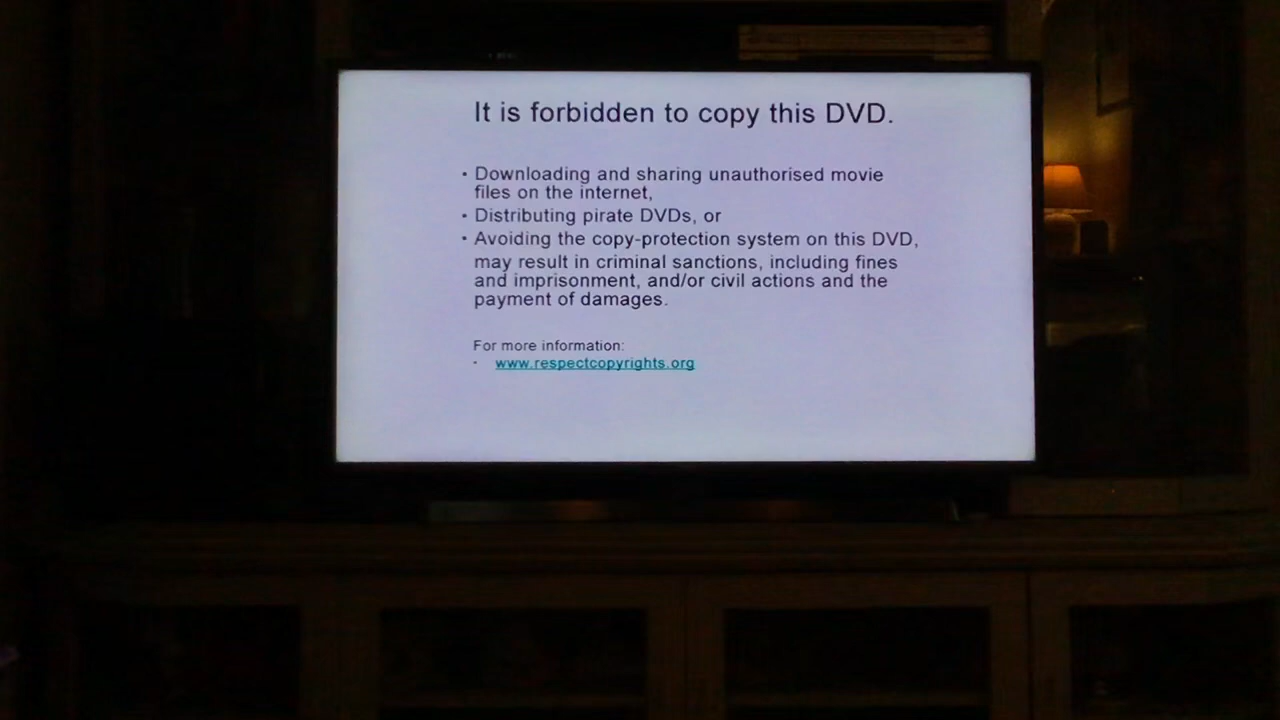 It is forbidden to copy this DVD.
• Downloading and sharing unauthorised movie
files on the internet,
• Distributing pirate DVDs, or
• Avoiding the copy-protection system on this DVD,
may result in criminal sanctions, including fines
and imprisonment, and/or civil actions and the
payment of damages.
For more information:
• www.respectcopyrights.org